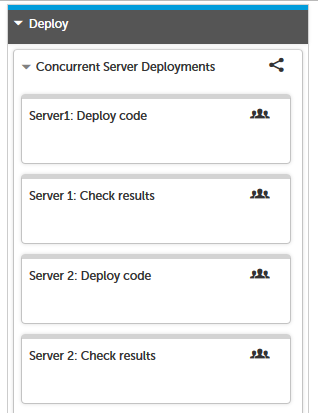 Deploy
Concurrent Server Deployments
Server1: Deploy code
Server 1: Check results
Server 2: Deploy code
Server 2: Check results